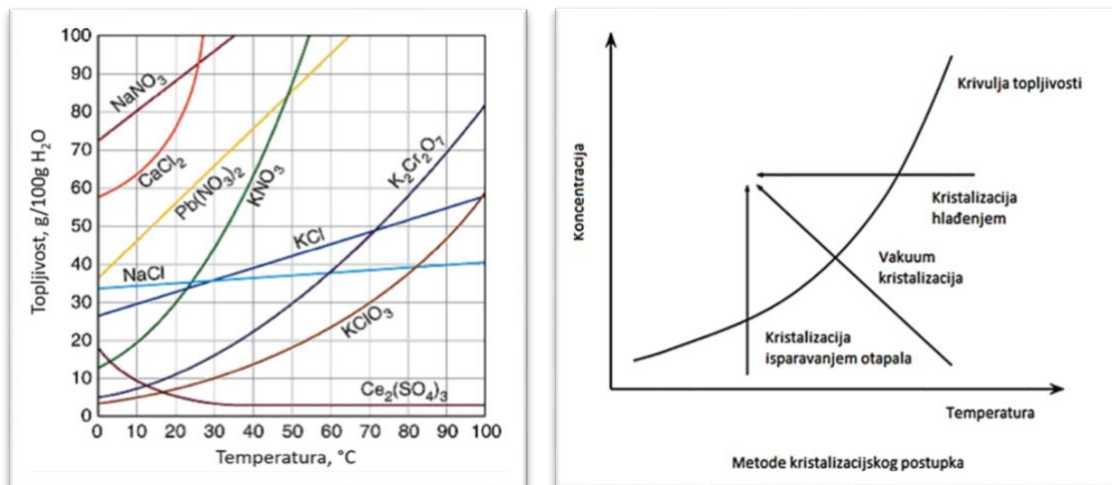 Topljivost, g/100g H₂O
100
90
80
70
60
50
40
30
20
10
0
NaNO₃
CaCl₂
Pb(NO₃)₂
KNO₃
K₂Cr₂O₇
KCl
NaCl
KClO₃
Ce₂(SO₄)₃
0 10 20 30 40 50 60 70 80 90 100
Temperatura, °C
Koncentracija
Krivulja topljivosti
Kristalizacija
hlađenjem
Vakuum
kristalizacija
Kristalizacija
isparavanjem otapala
Temperatura
Metode kristalizacijskog postupka